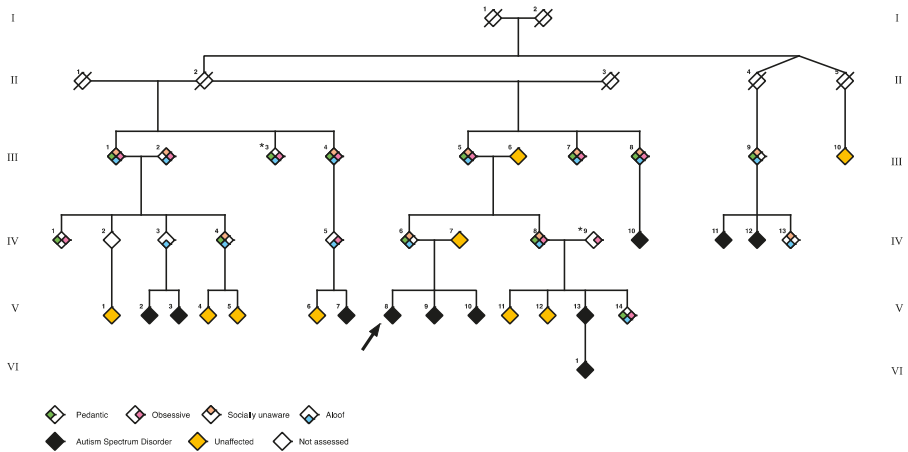 I 1 2 I
II 1 2 3 4 5 II
III 1 2 *3 4 5 6 7 8 9 10 III
IV 1 2 3 4 5 6 7 8 *9 10 11 12 13 IV
V 1 2 3 4 5 6 7 8 9 10 11 12 13 14 V
VI 1 VI
Pedantic Obsessive Socially unaware Aloof
Autism Spectrum Disorder Unaffected Not assessed